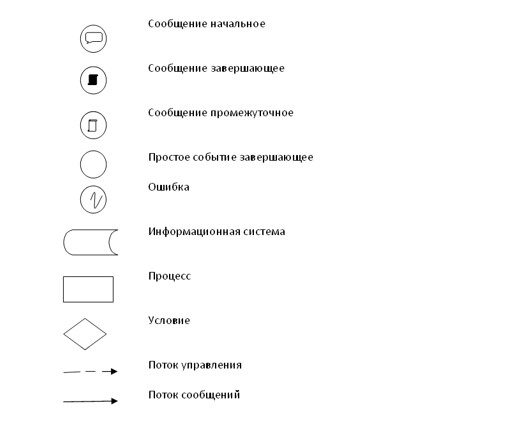 Сообщение начальное
Сообщение завершающее
Сообщение промежуточное
Простое событие завершающее
Ошибка
Информационная система
Процесс
Условие
Поток управления
Поток сообщений